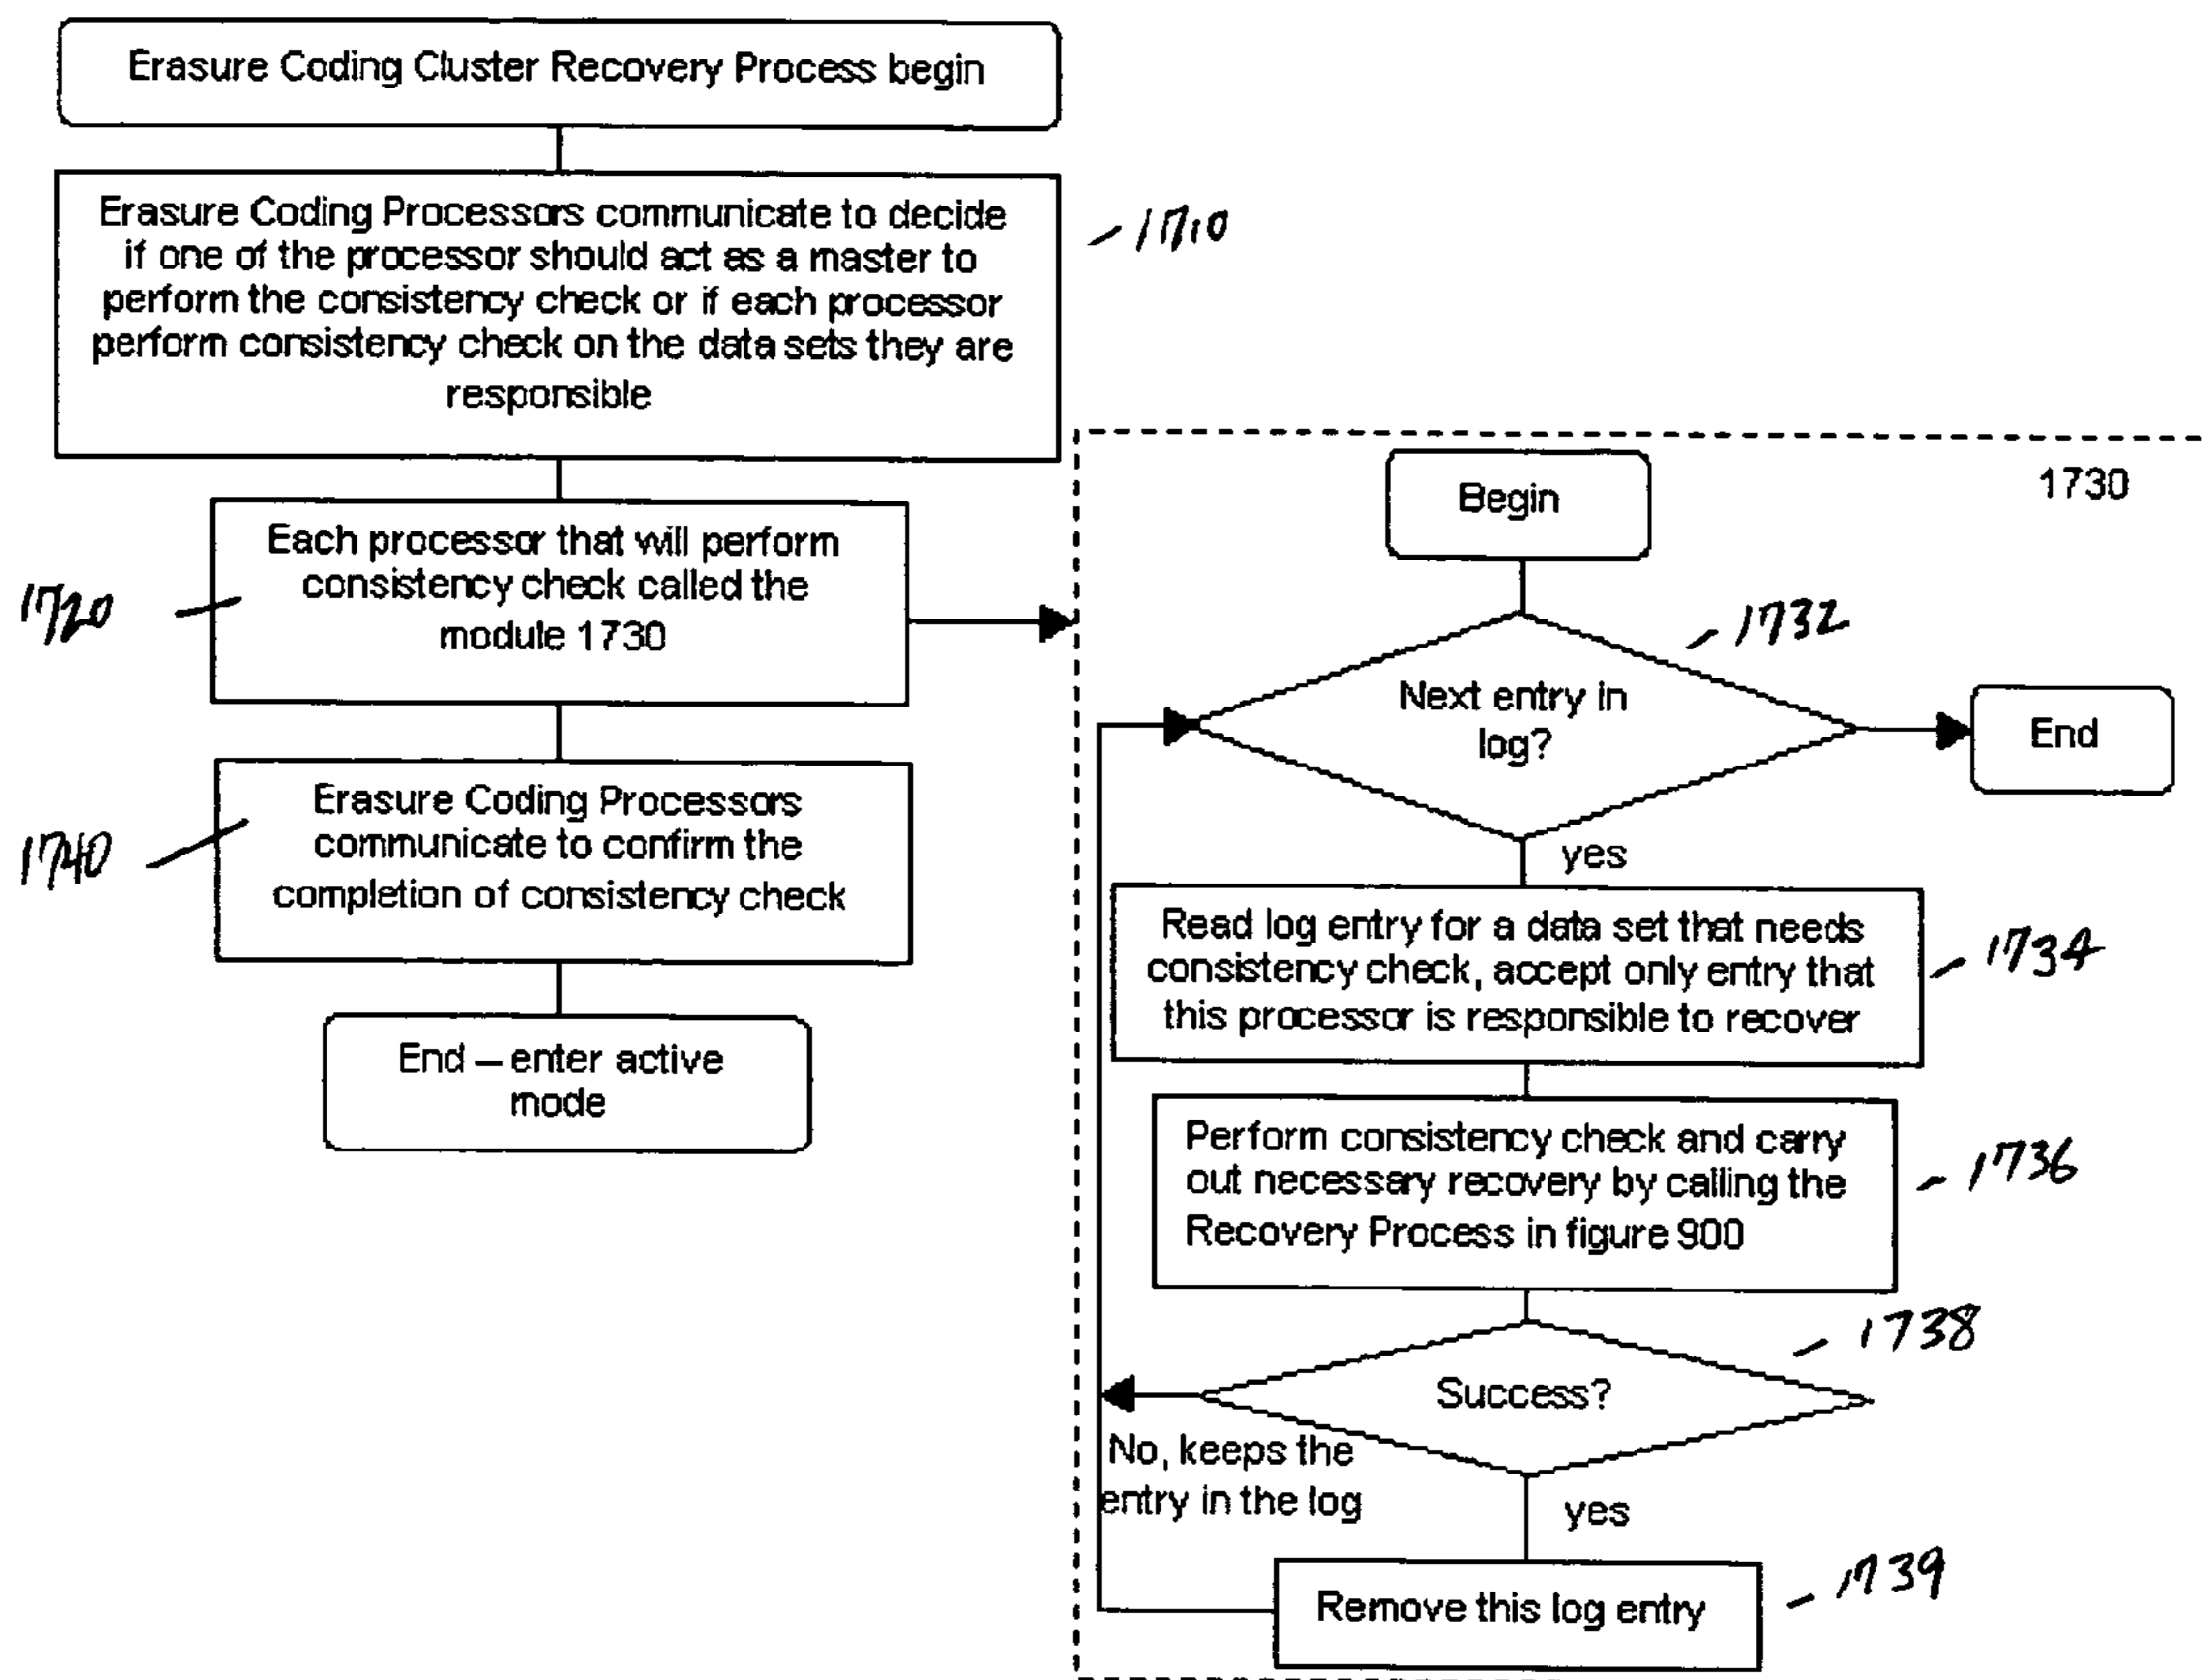 Erasure Coding Cluster Recovery Process begin
Erasure Coding Processors communicate to decide
if one of the processor should act as a master to
perform the consistency check or if each processor
perform consistency check on the data sets they are
responsible
1710
Each processor that will perform
consistency check called the
module 1730
1720
Erasure Coding Processors
communicate to confirm the
completion of consistency check
1740
End – enter active
mode
1730
Begin
1732
Next entry in
log?
End
yes
Read log entry for a data set that needs
consistency check, accept only entry that
this processor is responsible to recover
1734
Perform consistency check and carry
out necessary recovery by calling the
Recovery Process in figure 900
1736
1738
Success?
No, keeps the
entry in the log
yes
Remove this log entry
1739